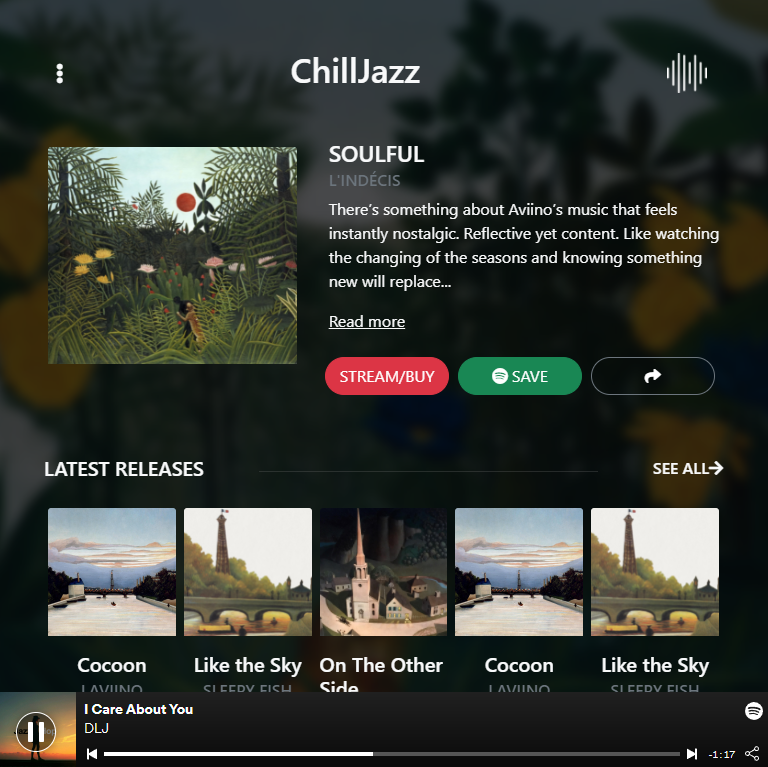 ChillJazz
SOULFUL
L'INDÉCIS
There's something about Aviino's music that feels
instantly nostalgic. Reflective yet content. Like watching
the changing of the seasons and knowing something
new will replace...
Read more
STREAM/BUY
SAVE
LATEST RELEASES
SEE ALL
Cocoon
Like the Sky
On The Other
Side
Cocoon
Like the Sky
LAVIINO
SLEEPY FISH
LAVIINO
SLEEPY FISH
I Care About You
DLJ
-1:17